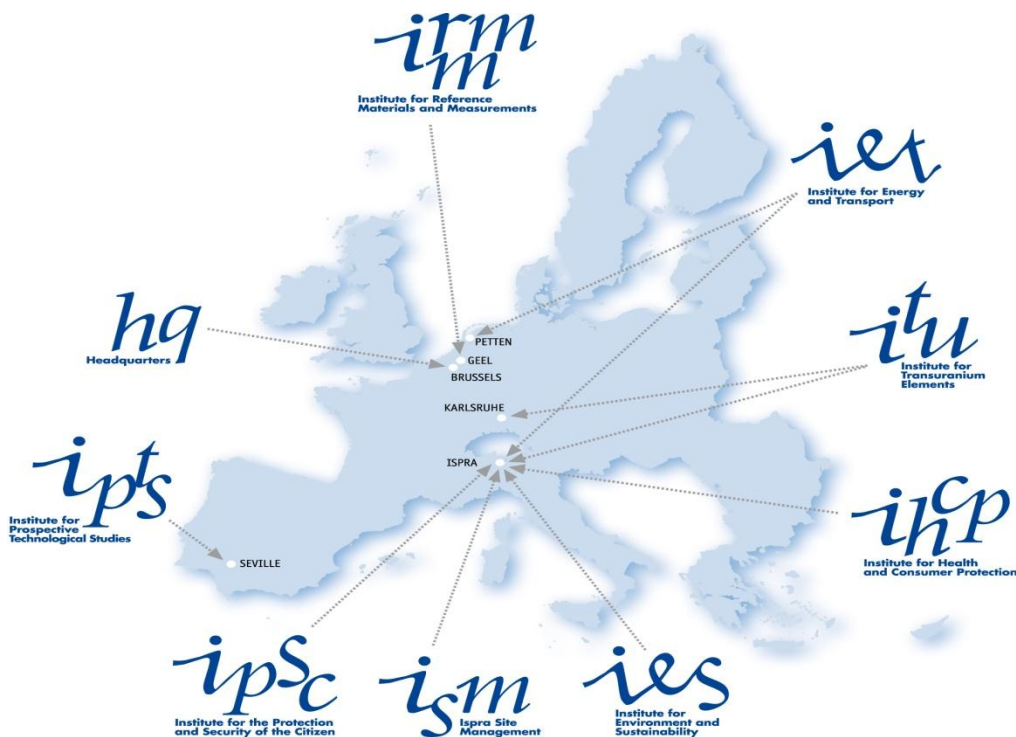 irmm
Institute for Reference
Materials and Measurements
iet
Institute for Energy
and Transport
hq
Headquarters
itu
Institute for
Transuranium
Elements
PETTEN
GEEL
BRUSSELS
KARLSRUHE
ISPRA
SEVILLE
ipts
Institute for
Prospective
Technological Studies
ihcp
Institute for Health
and Consumer Protection
ipsc
Institute for the Protection
and Security of the Citizen
ism
Ispra Site
Management
ies
Institute for
Environment and
Sustainability